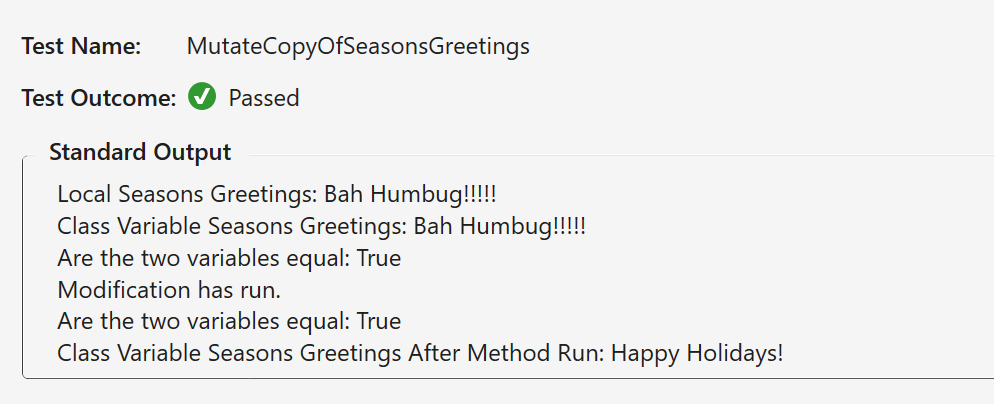 Test Name: MutateCopyOfSeasonsGreetings
Test Outcome: Passed
Standard Output
Local Seasons Greetings: Bah Humbug!!!!!
Class Variable Seasons Greetings: Bah Humbug!!!!!
Are the two variables equal: True
Modification has run.
Are the two variables equal: True
Class Variable Seasons Greetings After Method Run: Happy Holidays!